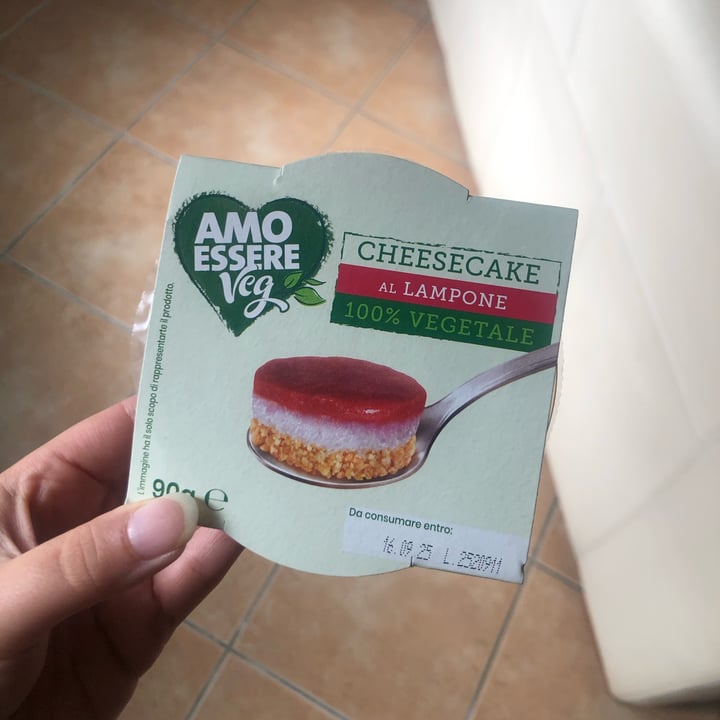 AMO
ESSERE
Veg
CHEESECAKE
AL LAMPONE
100% VEGETALE
L'immagine ha il solo scopo di rappresentarte il prodotto.
90g e
Da consumare entro:
16.09.25 L.2520911